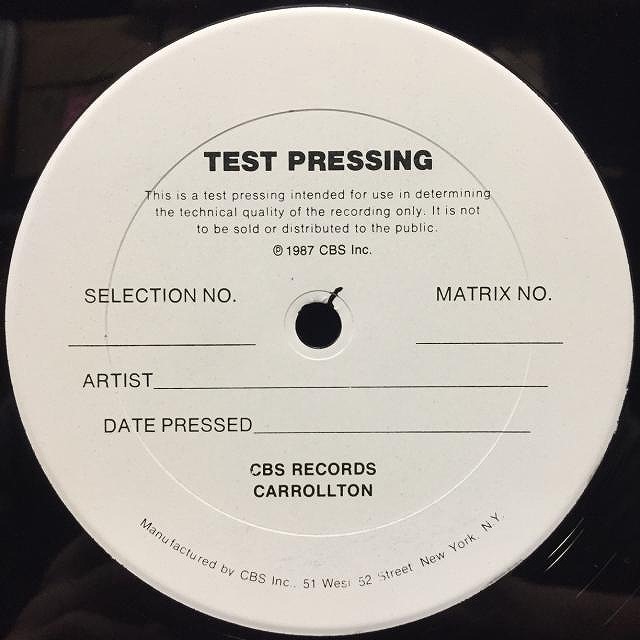 TEST PRESSING
This is a test pressing intended for use in determining
the technical quality of the recording only. It is not
to be sold or distributed to the public.
℗ 1987 CBS Inc.
SELECTION NO.
MATRIX NO.
ARTIST
DATE PRESSED
CBS RECORDS
CARROLLTON
Manufactured by CBS Inc., 51 West 52 Street, New York, N.Y.